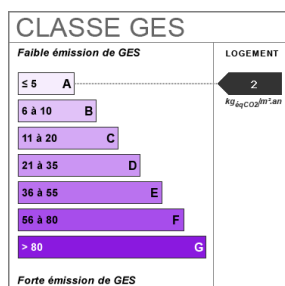 CLASSE GES
Faible émission de GES
LOGEMENT
≤ 5 A
2
kgéqCO2/m².an
6 à 10 B
11 à 20 C
21 à 35 D
36 à 55 E
56 à 80 F
> 80 G
Forte émission de GES